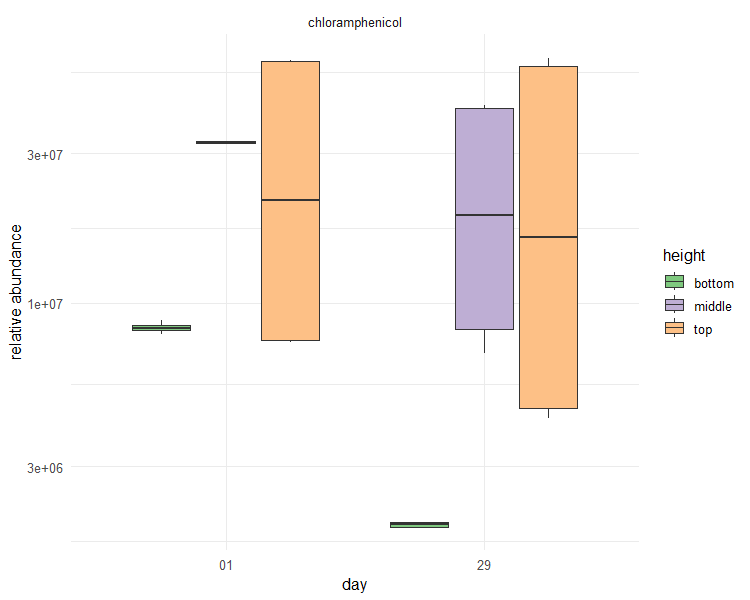 chloramphenicol
relative abundance
3e+07
1e+07
3e+06
01
29
day
height
bottom
middle
top